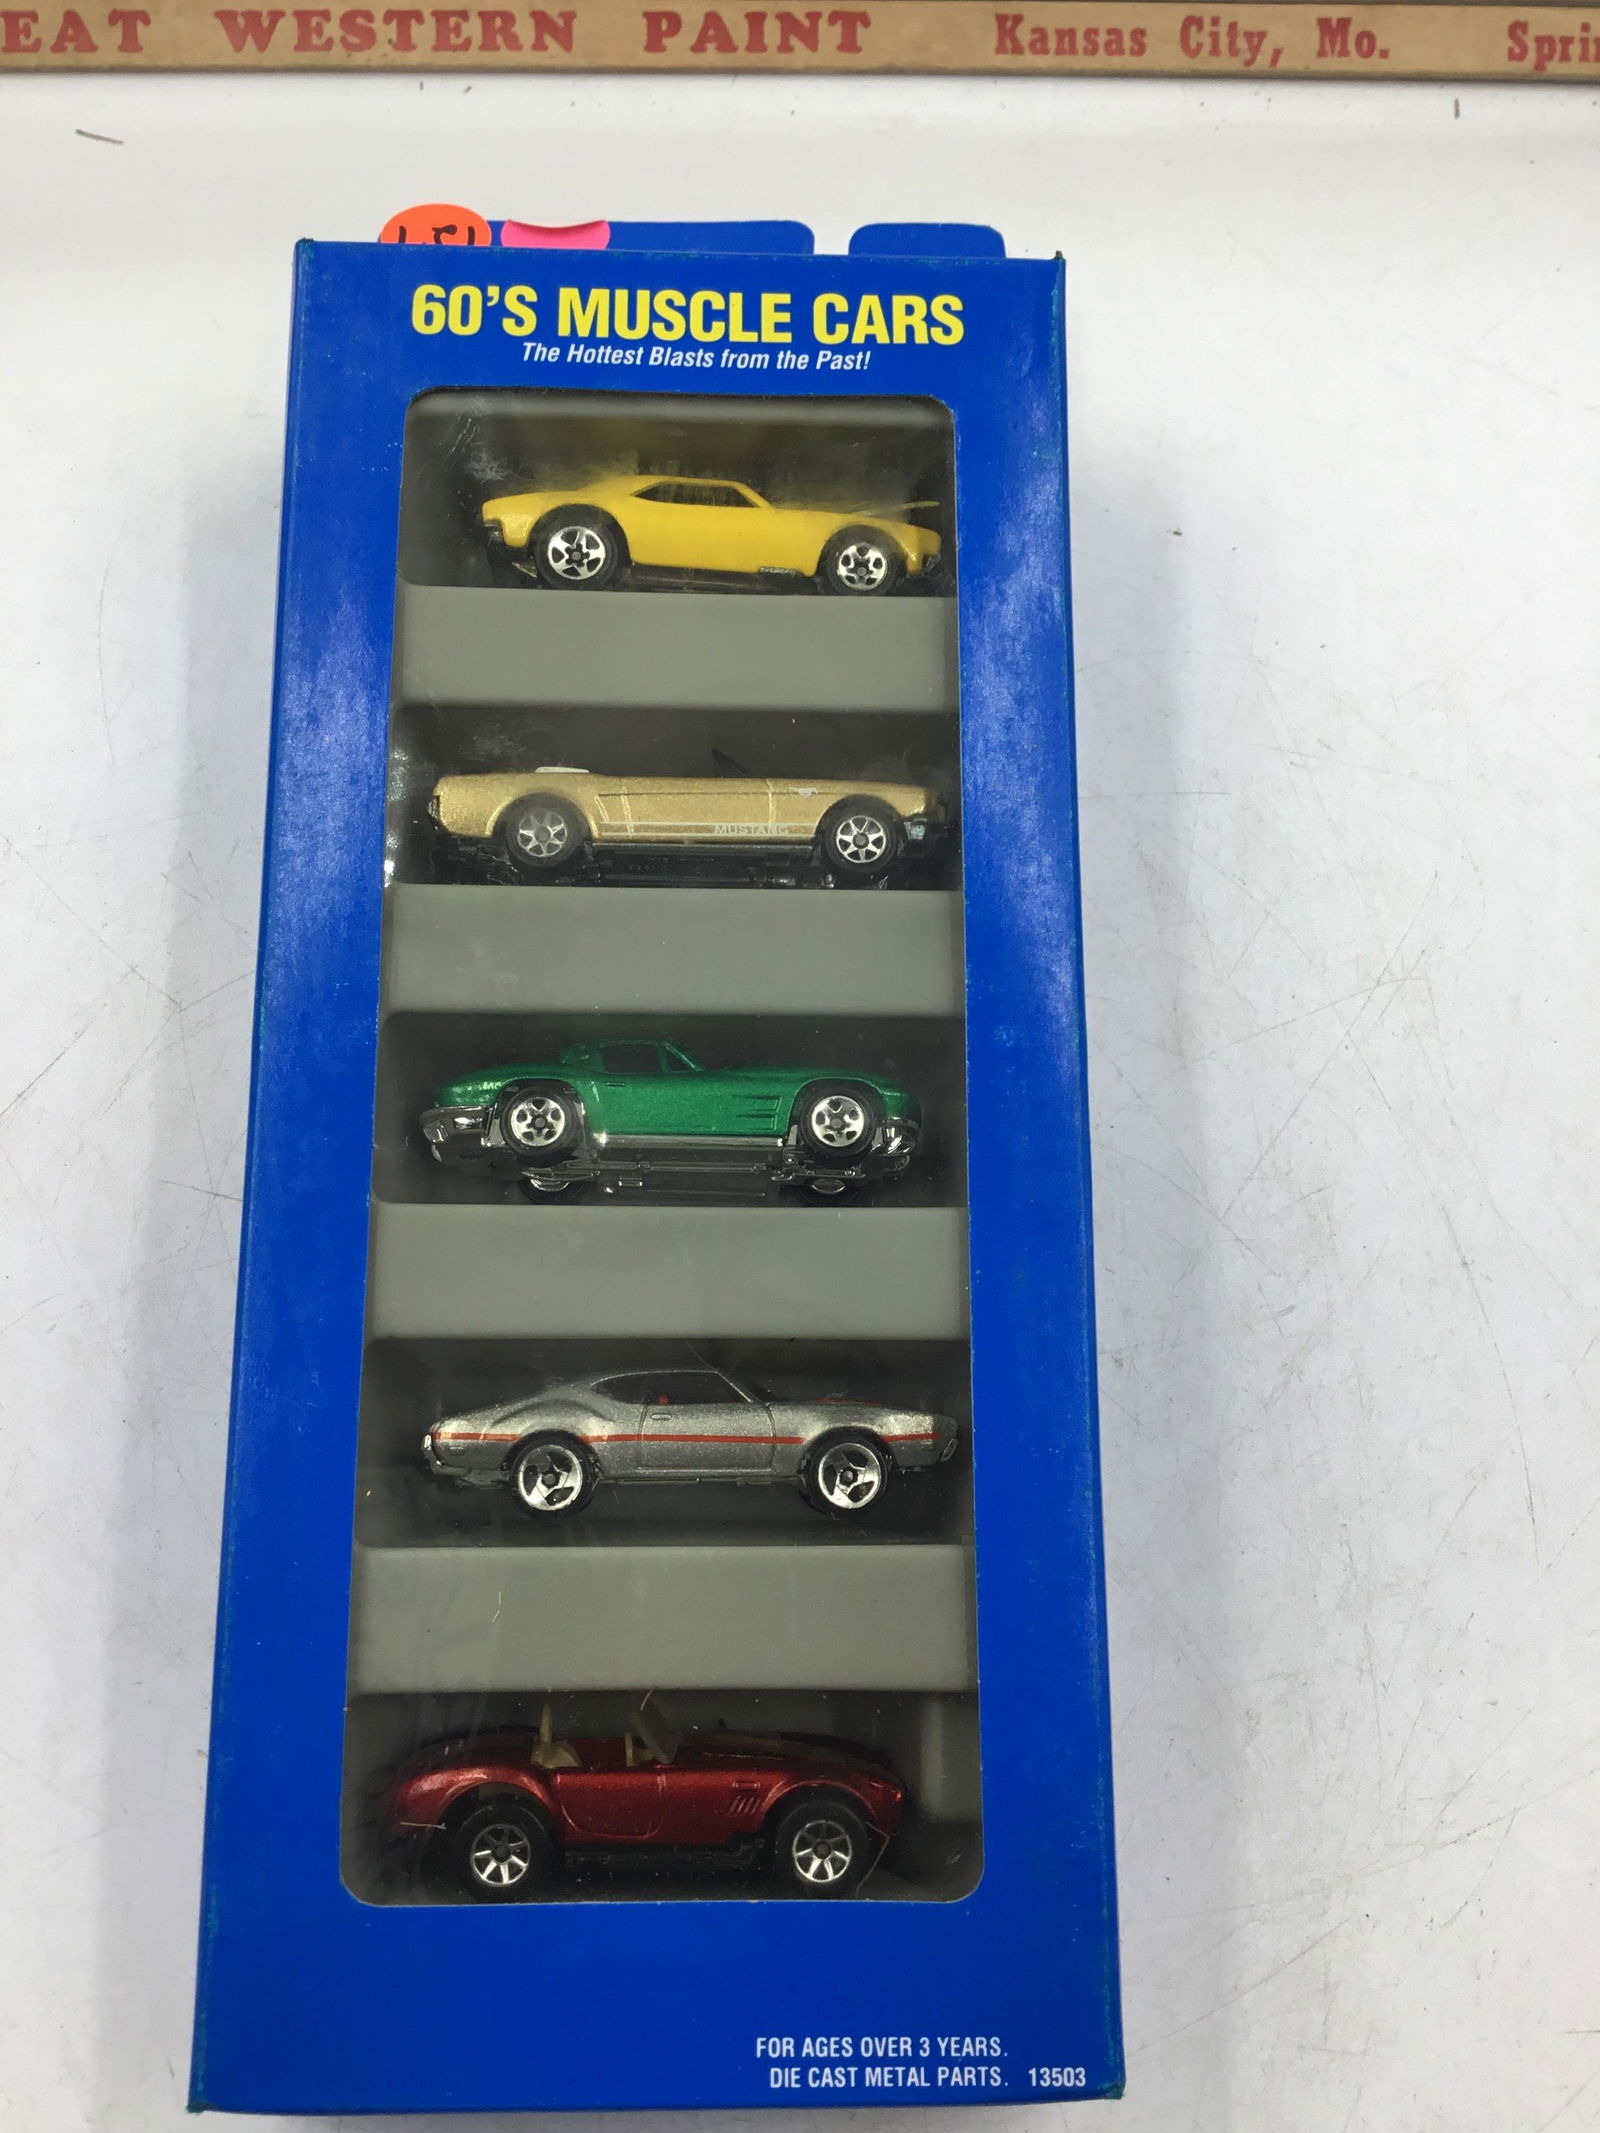 EAT WESTERN PAINT Kansas City, Mo.
60'S MUSCLE CARS
The Hottest Blasts from the Past!
MUSTANG
FOR AGES OVER 3 YEARS.
DIE CAST METAL PARTS. 13503